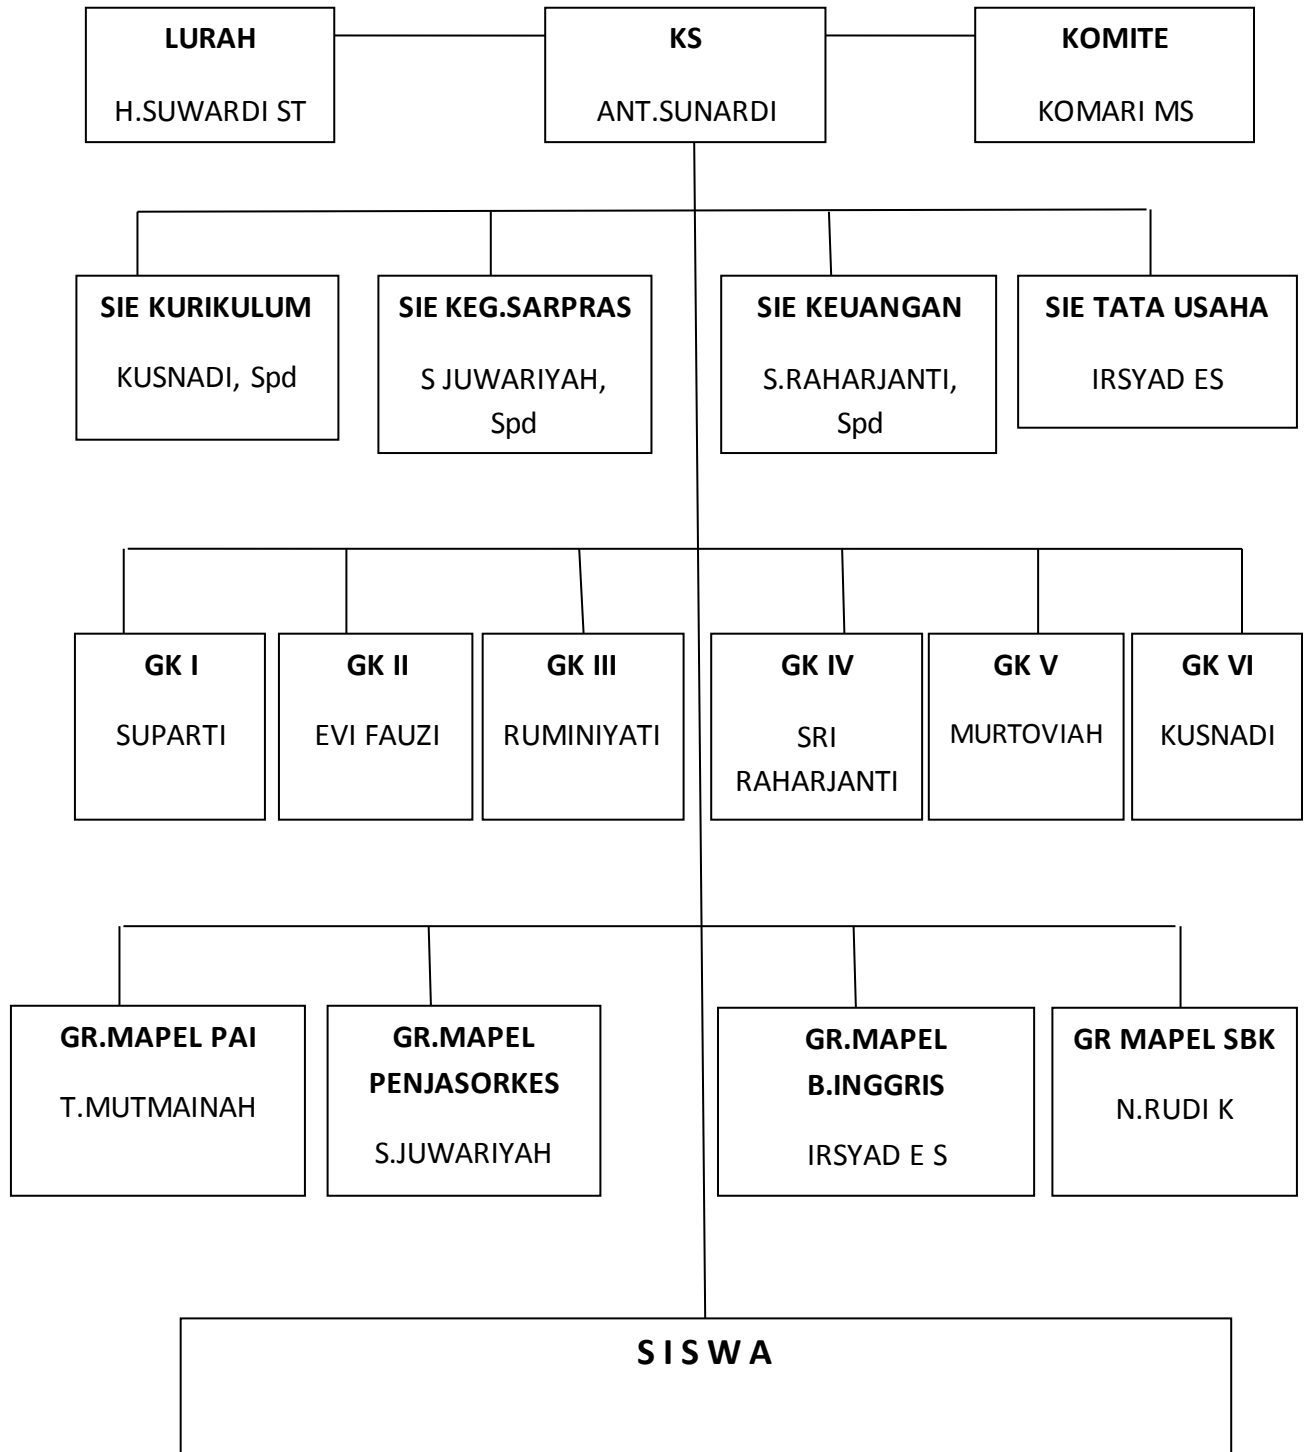 LURAH
H.SUWARDI ST
KS
ANT.SUNARDI
KOMITE
KOMARI MS
SIE KURIKULUM
KUSNADI, Spd
SIE KEG.SARPRAS
S JUWARIYAH,
Spd
SIE KEUANGAN
S.RAHARJANTI,
Spd
SIE TATA USAHA
IRSYAD ES
GK I
SUPARTI
GK II
EVI FAUZI
GK III
RUMINIYATI
GK IV
SRI
RAHARJANTI
GK V
MURTOVIAH
GK VI
KUSNADI
GR.MAPEL PAI
T.MUTMAINAH
GR.MAPEL
PENJASORKES
S.JUWARIYAH
GR.MAPEL
B.INGGRIS
IRSYAD E S
GR MAPEL SBK
N.RUDI K
S I S W A